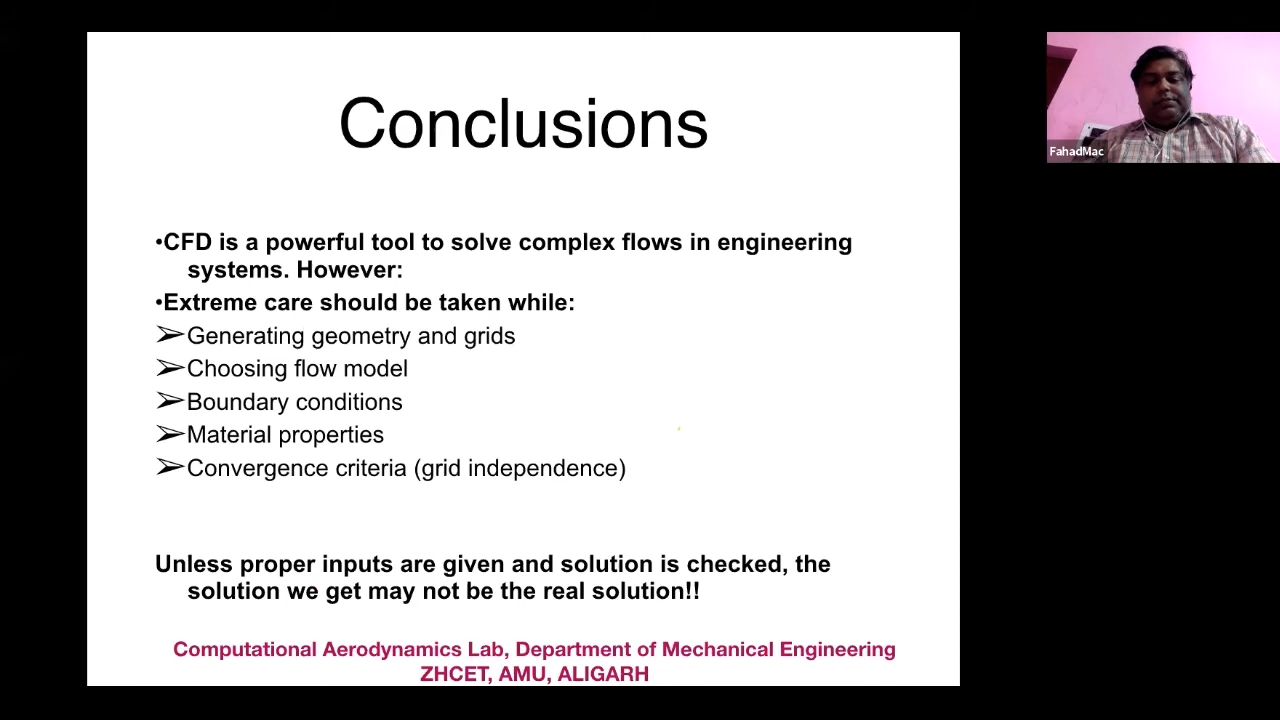 Conclusions
•CFD is a powerful tool to solve complex flows in engineering
systems. However:
•Extreme care should be taken while:
➢Generating geometry and grids
➢Choosing flow model
➢Boundary conditions
➢Material properties
➢Convergence criteria (grid independence)
Unless proper inputs are given and solution is checked, the
solution we get may not be the real solution!!
Computational Aerodynamics Lab, Department of Mechanical Engineering
ZHCET, AMU, ALIGARH
FahadMac